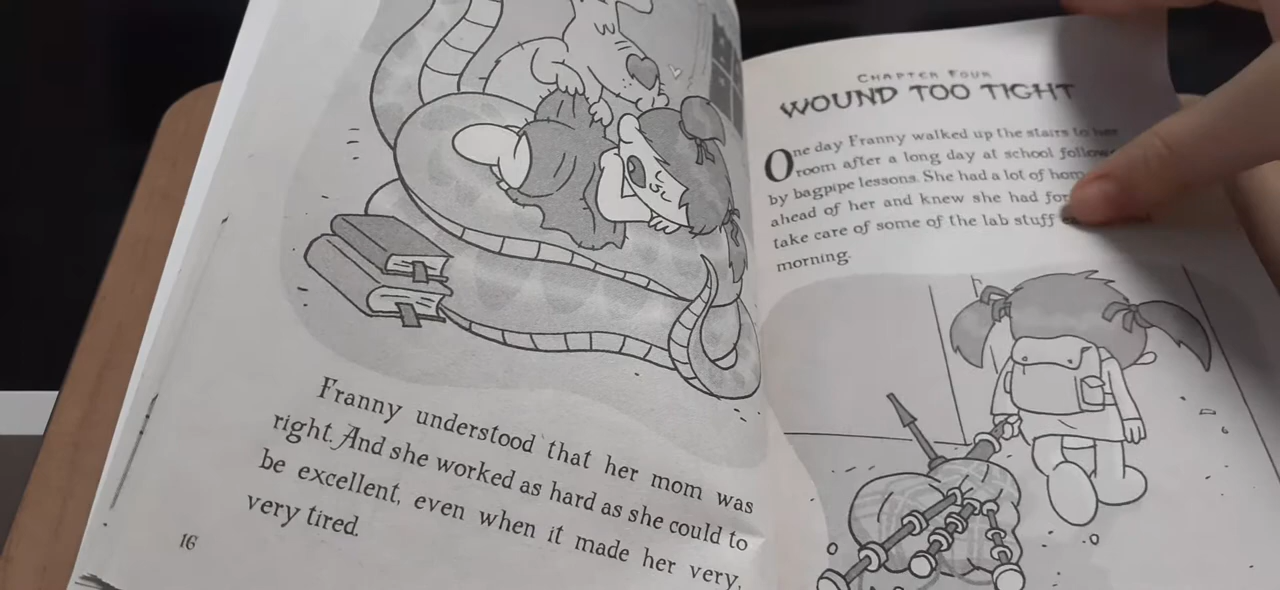 Franny understood that her mom was
right. And she worked as hard as she could to
be excellent, even when it made her very,
very tired.
16
CHAPTER FOUR
WOUND TOO TIGHT
One day Franny walked up the stairs to her
room after a long day at school
by bagpipe lessons. She had a lot of
ahead of her and knew she had
take care of some of the lab stuff
morning.